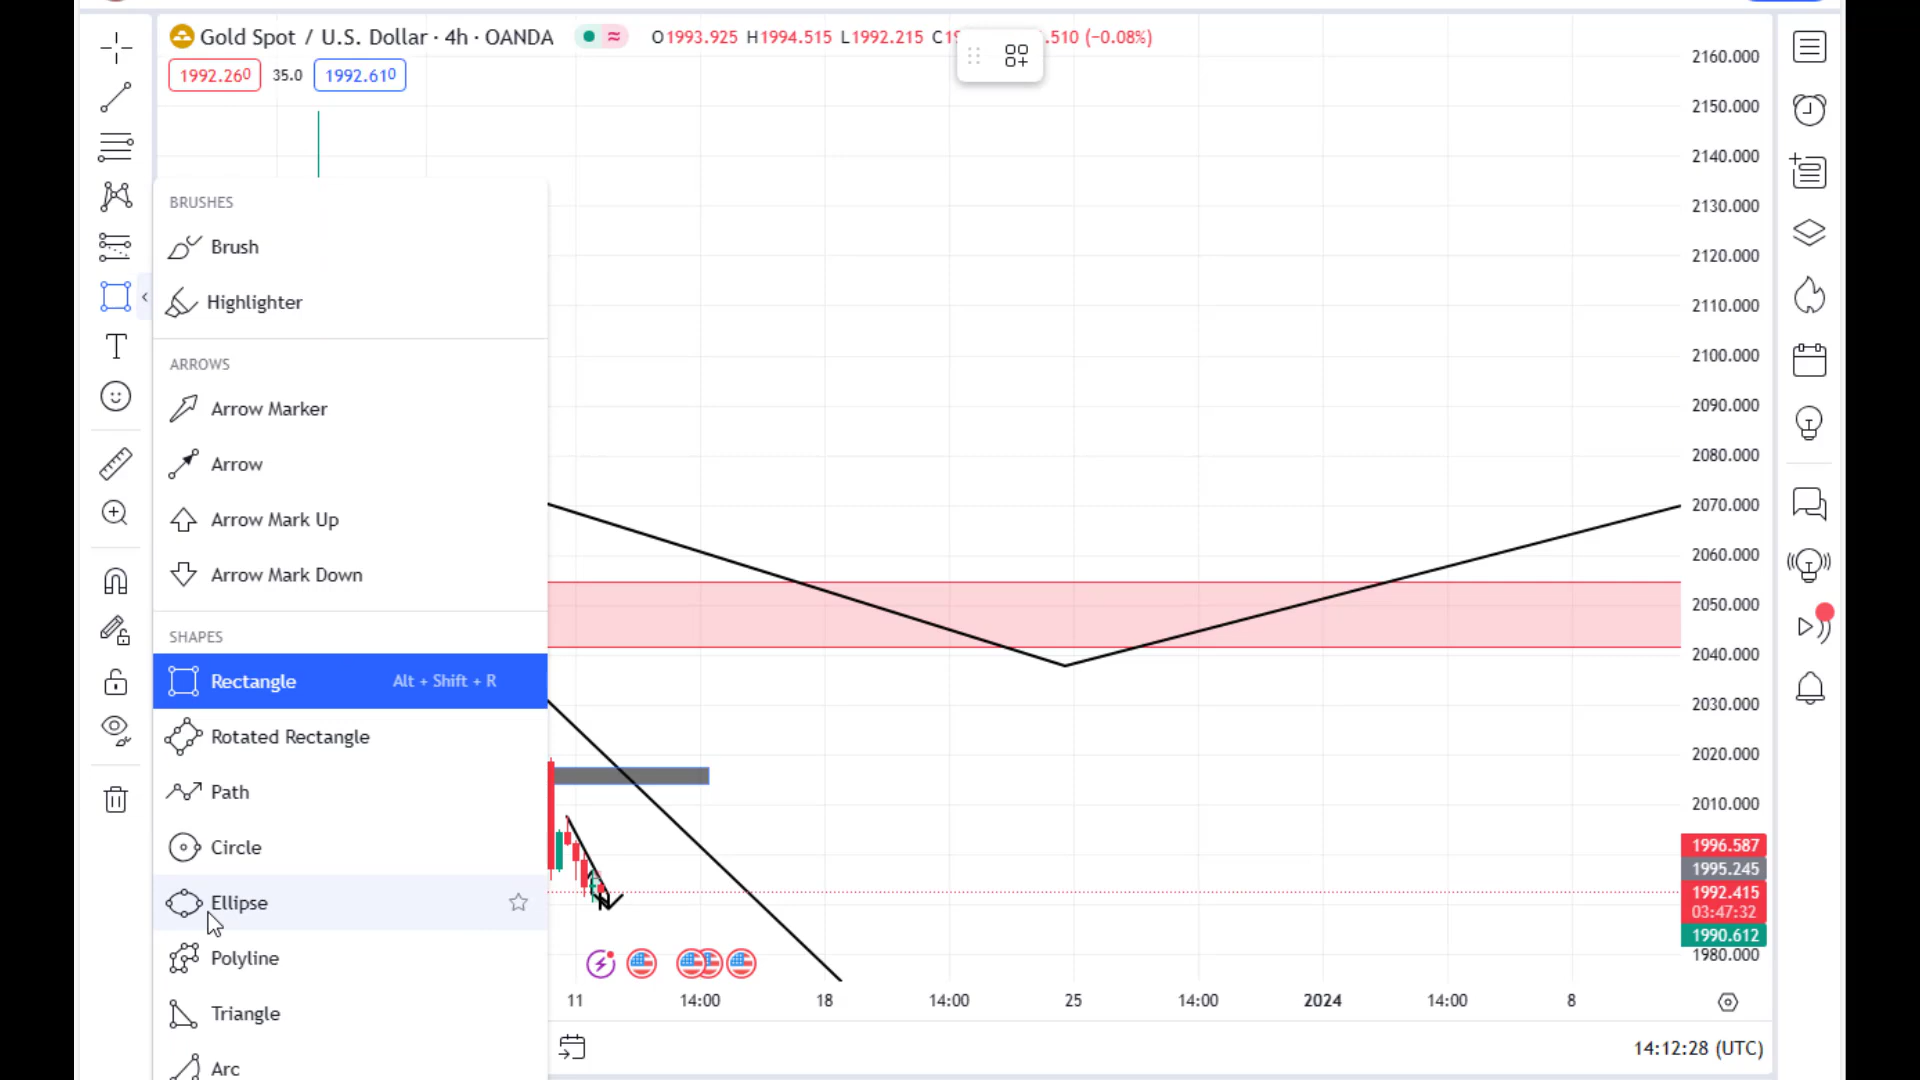 Gold Spot / U.S. Dollar · 4h · OANDA
O1993.925 H1994.515 L1992.215 C19 .510 (−0.08%)
1992.260 35.0 1992.610
BRUSHES
Brush
Highlighter
ARROWS
Arrow Marker
Arrow
Arrow Mark Up
Arrow Mark Down
SHAPES
Rectangle Alt + Shift + R
Rotated Rectangle
Path
Circle
Ellipse
Polyline
Triangle
Arc
2160.000
2150.000
2140.000
2130.000
2120.000
2110.000
2100.000
2090.000
2080.000
2070.000
2060.000
2050.000
2040.000
2030.000
2020.000
2010.000
1996.587
1995.245
1992.415
03:47:32
1990.612
1980.000
11 14:00 18 14:00 25 14:00 2024 14:00 8
14:12:28 (UTC)